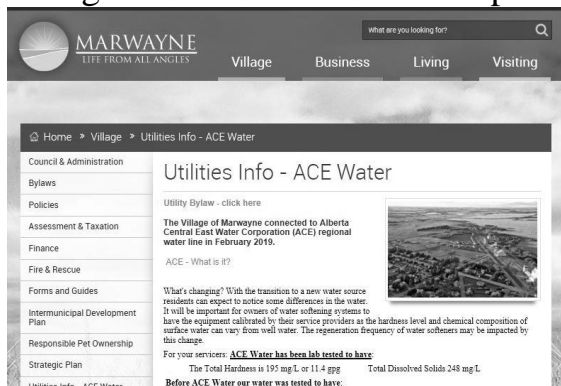 What are you looking for?
MARWAYNE
LIFE FROM ALL ANGLES
Village Business Living Visiting
Home » Village » Utilities Info - ACE Water
Council & Administration
Bylaws
Policies
Assessment & Taxation
Finance
Fire & Rescue
Forms and Guides
Intermunicipal Development
Plan
Responsible Pet Ownership
Strategic Plan
Utilities Info - ACE Water
Utilities Info - ACE Water
Utility Bylaw - click here
The Village of Marwayne connected to Alberta
Central East Water Corporation (ACE) regional
water line in February 2019.
ACE - What is it?
What's changing? With the transition to a new water source
residents can expect to notice some differences in the water.
It will be important for owners of water softening systems to
have the equipment calibrated by their service providers as the hardness level and chemical composition of
surface water can vary from well water. The regeneration frequency of water softeners may be impacted by
this change.
For your servicers: ACE Water has been lab tested to have:
The Total Hardness is 195 mg/L or 11.4 gpg Total Dissolved Solids 248 mg/L
Before ACE Water our water was tested to have: